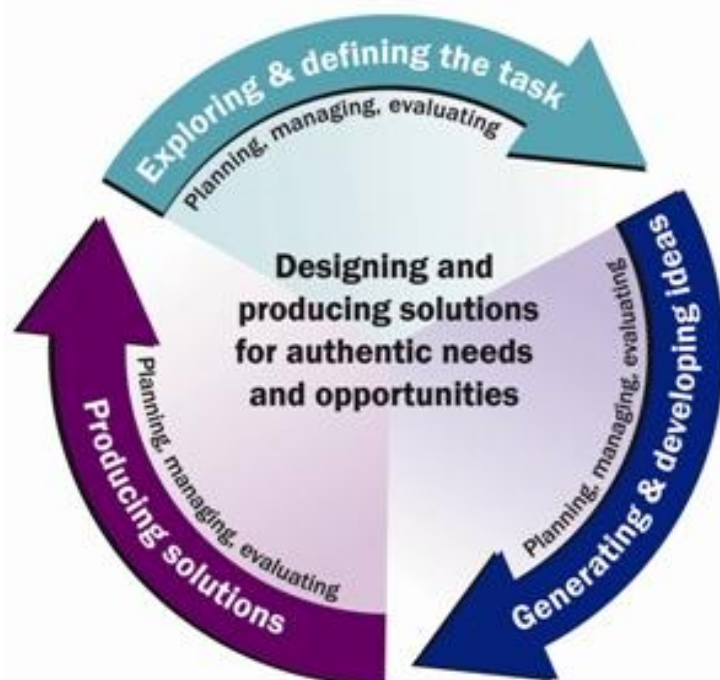 Exploring & defining the task
Planning, managing, evaluating
Generating & developing ideas
Planning, managing, evaluating
Producing solutions
Planning, managing, evaluating
Designing and
producing solutions
for authentic needs
and opportunities